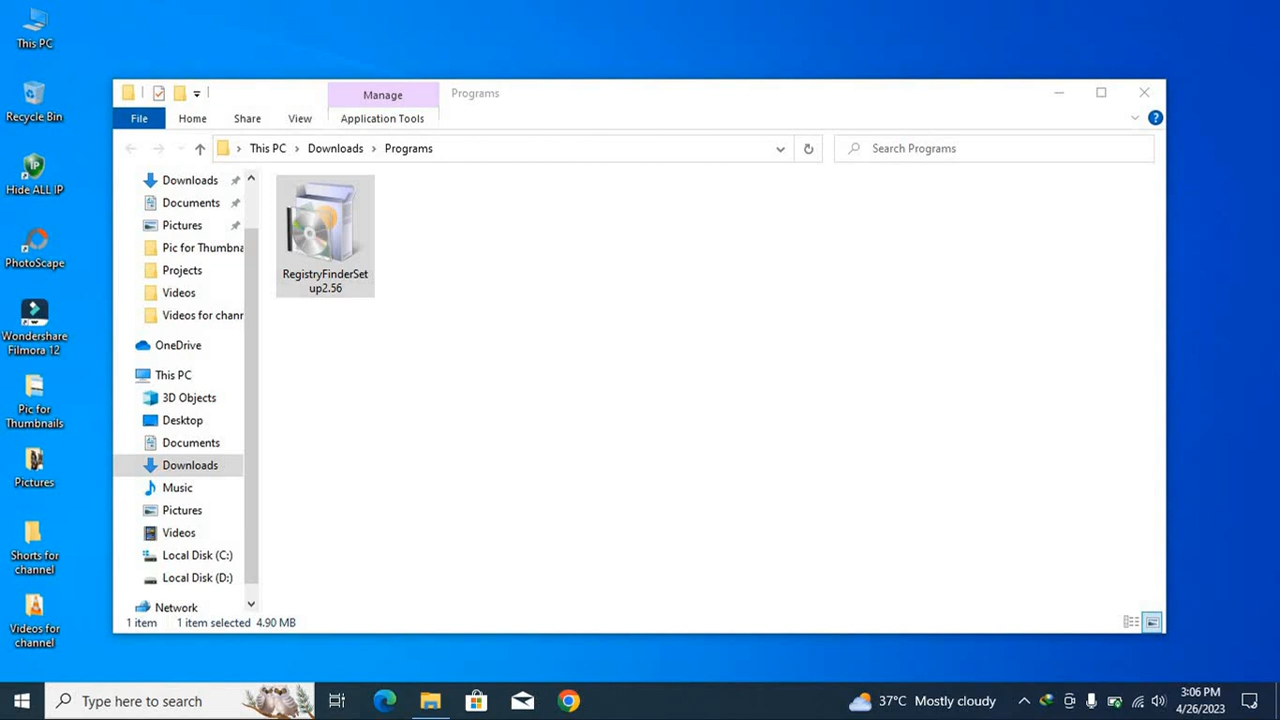 This PC
Recycle Bin
Hide ALL IP
PhotoScape
Wondershare
Filmora 12
Pic for
Thumbnails
Pictures
Shorts for
channel
Videos for
channel
Manage
Programs
File
Home
Share
View
Application Tools
This PC
Downloads
Programs
Search Programs
Downloads
Documents
Pictures
Pic for Thumbna
Projects
Videos
Videos for chann
OneDrive
This PC
3D Objects
Desktop
Documents
Downloads
Music
Pictures
Videos
Local Disk (C:)
Local Disk (D:)
Network
RegistryFinderSet
up2.56
1 item
1 item selected 4.90 MB
Type here to search
37°C Mostly cloudy
3:06 PM
4/26/2023